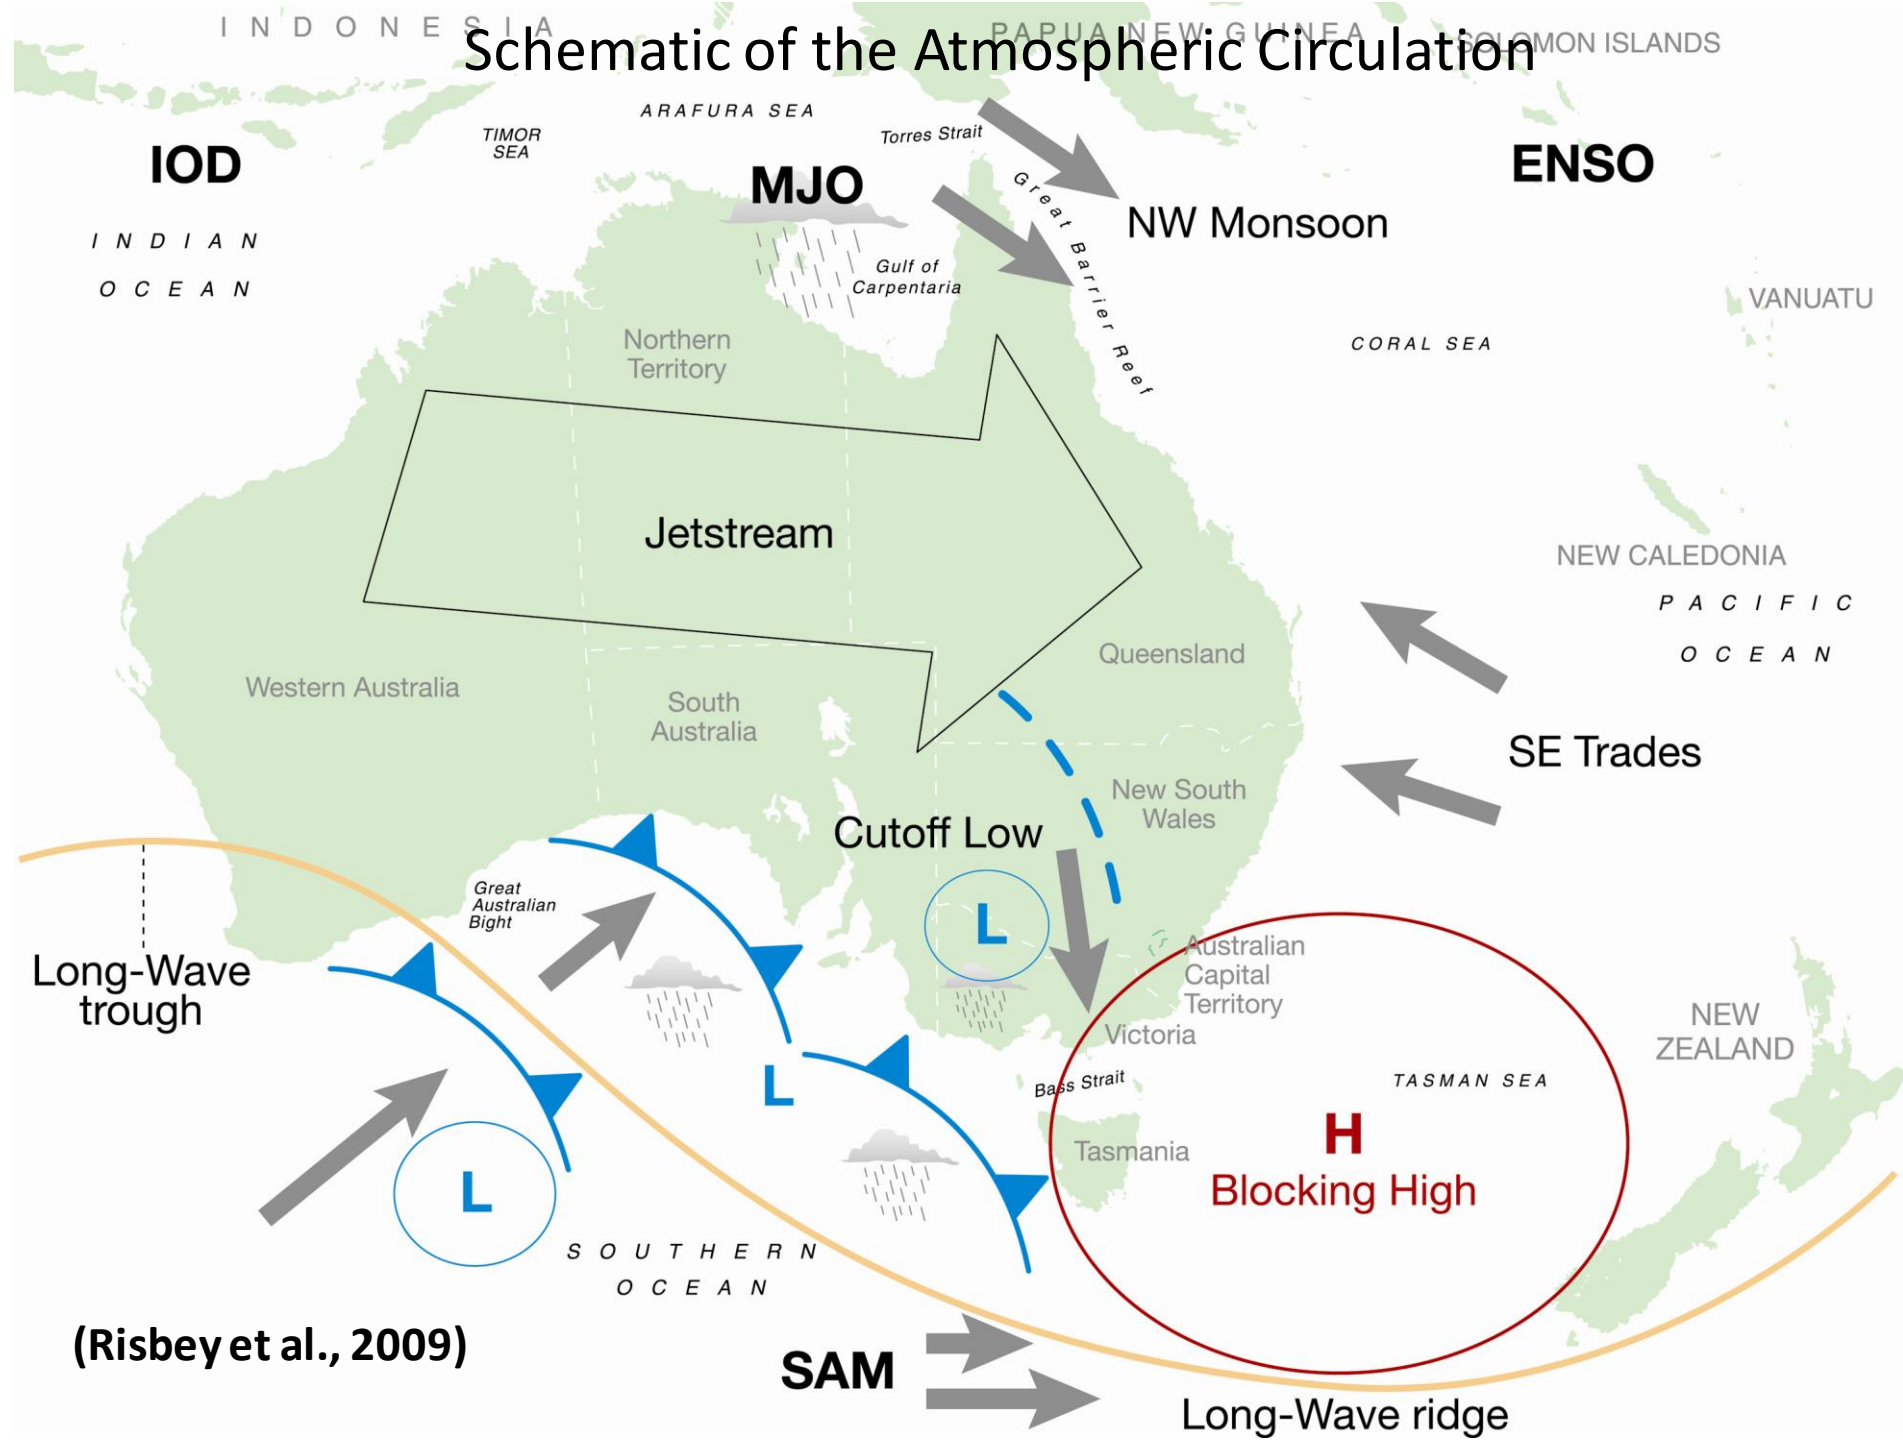 INDONESIA
PAPUA NEW GUINEA
SOLOMON ISLANDS
Schematic of the Atmospheric Circulation
ARAFURA SEA
TIMOR
SEA
Torres Strait
IOD
MJO
ENSO
Great Barrier Reef
NW Monsoon
INDIAN
OCEAN
Gulf of
Carpentaria
VANUATU
Northern
Territory
CORAL SEA
Jetstream
NEW CALEDONIA
PACIFIC
OCEAN
Queensland
Western Australia
South
Australia
SE Trades
New South
Wales
Cutoff Low
Great
Australian
Bight
L
Australian
Capital
Territory
Long-Wave
trough
Victoria
NEW
ZEALAND
L
Bass Strait
TASMAN SEA
H
Tasmania
Blocking High
L
SOUTHERN
OCEAN
(Risbey et al., 2009)
SAM
Long-Wave ridge